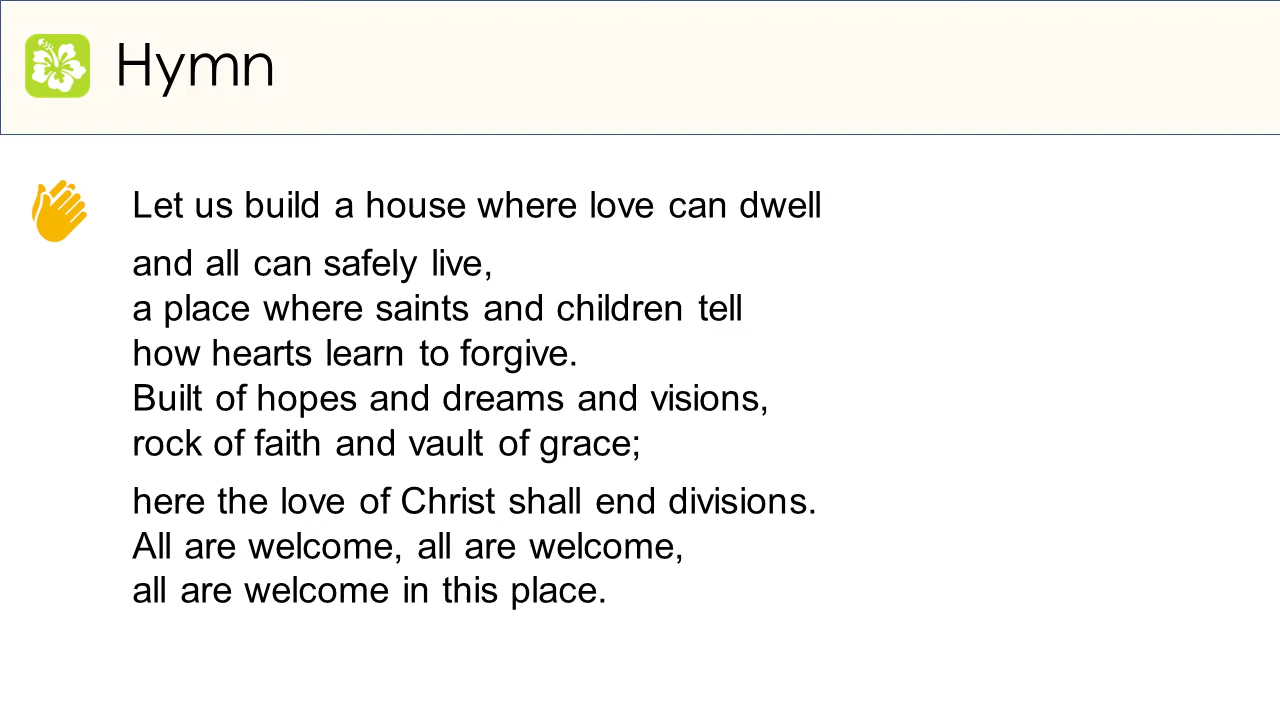 Hymn
Let us build a house where love can dwell
and all can safely live,
a place where saints and children tell
how hearts learn to forgive.
Built of hopes and dreams and visions,
rock of faith and vault of grace;
here the love of Christ shall end divisions.
All are welcome, all are welcome,
all are welcome in this place.